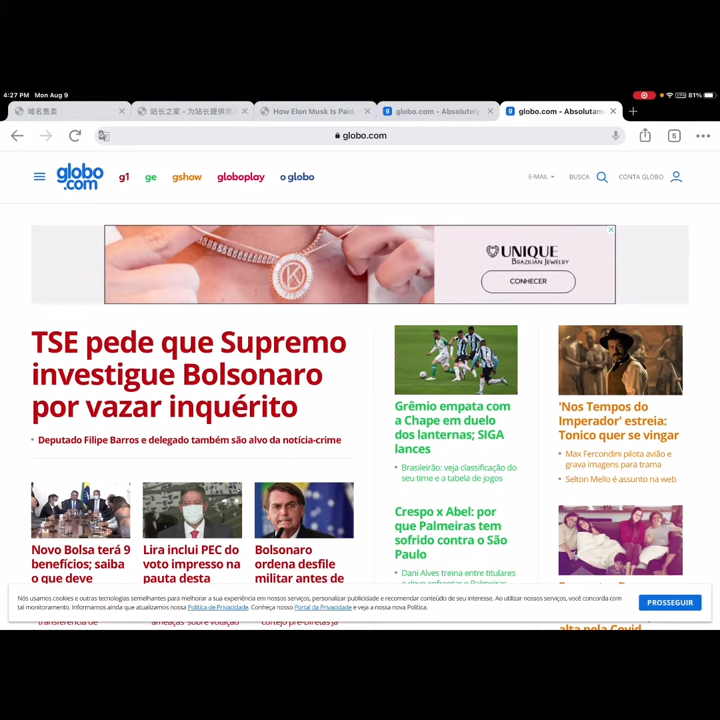 4:27 PM Mon Aug 9
81%
域名售卖
站长之家 - 为站长提供
How Elon Musk Is Paid,
globo.com - Absolutely
globo.com - Absolutam
globo.com
5
globo
.com
g1
ge
gshow
globoplay
o globo
E-MAIL
BUSCA
CONTA GLOBO
K
UNIQUE
BRAZILIAN JEWELRY
CONHECER
TSE pede que Supremo
investigue Bolsonaro
por vazar inquérito
Deputado Filipe Barros e delegado também são alvo da notícia-crime
Novo Bolsa terá 9
benefícios; saiba
o que deve
transferência de
Lira inclui PEC do
voto impresso na
pauta desta
ameaças sobre votação
Bolsonaro
ordena desfile
militar antes de
Grêmio empata com
a Chape em duelo
dos lanternas; SIGA
lances
Brasileirão: veja classificação do
seu time e a tabela de jogos
Crespo x Abel: por
que Palmeiras tem
sofrido contra o São
Paulo
Dani Alves treina entre titulares
'Nos Tempos do
Imperador' estreia:
Tonico quer se vingar
Max Fercondini pilota avião e
grava imagens para trama
Selton Mello é assunto na web
alta pela Covid
Nós usamos cookies e outras tecnologias semelhantes para melhorar a sua experiência em nossos serviços, personalizar publicidade e recomendar conteúdo de seu interesse. Ao utilizar nossos serviços, você concorda com
tal monitoramento. Informamos ainda que atualizamos nossa Política de Privacidade. Conheça nosso Portal da Privacidade e veja a nossa nova Política.
PROSSEGUIR